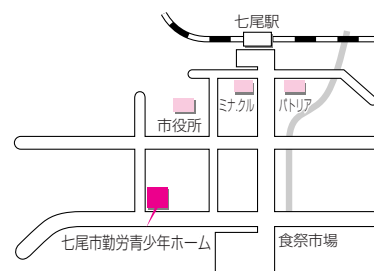 七尾駅
ミナ.クル
パトリア
市役所
七尾市勤労青少年ホーム
食祭市場